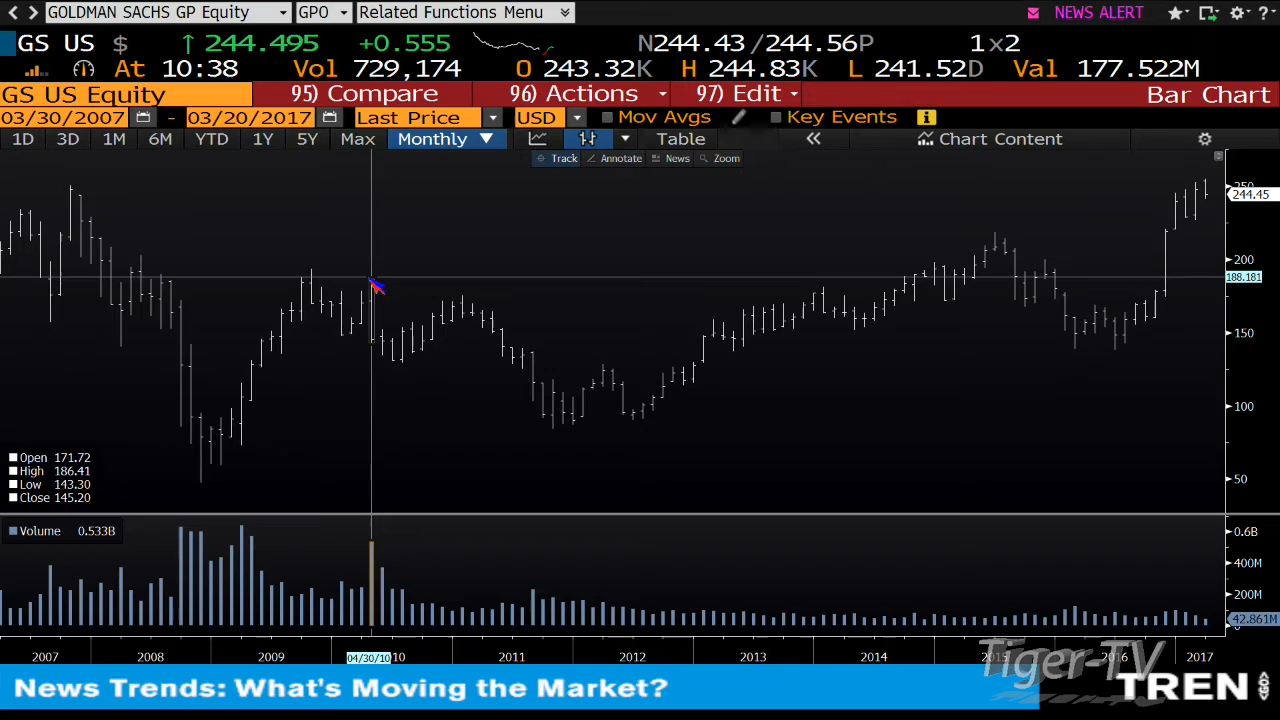 GOLDMAN SACHS GP Equity GPO Related Functions Menu NEWS ALERT ?
GS US $ ↑ 244.495 +0.555 N244.43/244.56P 1x2
At 10:38 Vol 729,174 O 243.32K H 244.83K L 241.52D Val 177.522M
GS US Equity 95) Compare 96) Actions 97) Edit Bar Chart
03/30/2007 - 03/20/2017 Last Price USD Mov Avgs Key Events i
1D 3D 1M 6M YTD 1Y 5Y Max Monthly ▼ Table « Chart Content
Track Annotate News Zoom
250
244.45
200
188.181
150
100
50
Open 171.72
High 186.41
Low 143.30
Close 145.20
Volume 0.533B
0.6B
400M
200M
42.861M
0
2007 2008 2009 04/30/10 10 2011 2012 2013 2014 2015 2016 2017
Tiger-TV
News Trends: What's Moving the Market? TREN